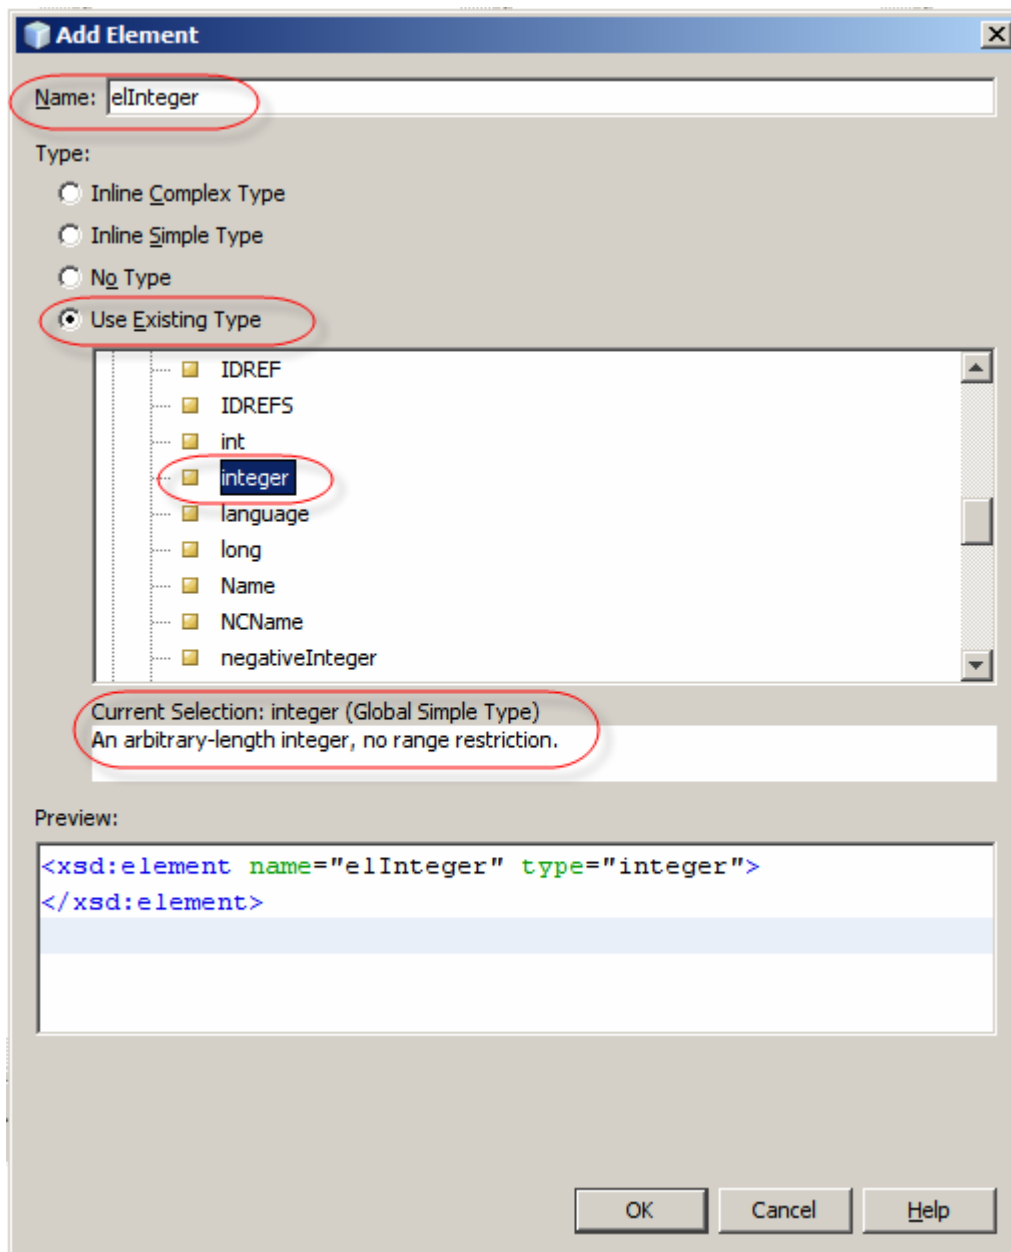 Add Element
Name: elInteger
Type:
Inline Complex Type
Inline Simple Type
No Type
Use Existing Type
IDREF
IDREFS
int
integer
language
long
Name
NCName
negativeInteger
Current Selection: integer (Global Simple Type)
An arbitrary-length integer, no range restriction.
Preview:
<xsd:element name="elInteger" type="integer">
</xsd:element>
OK Cancel Help